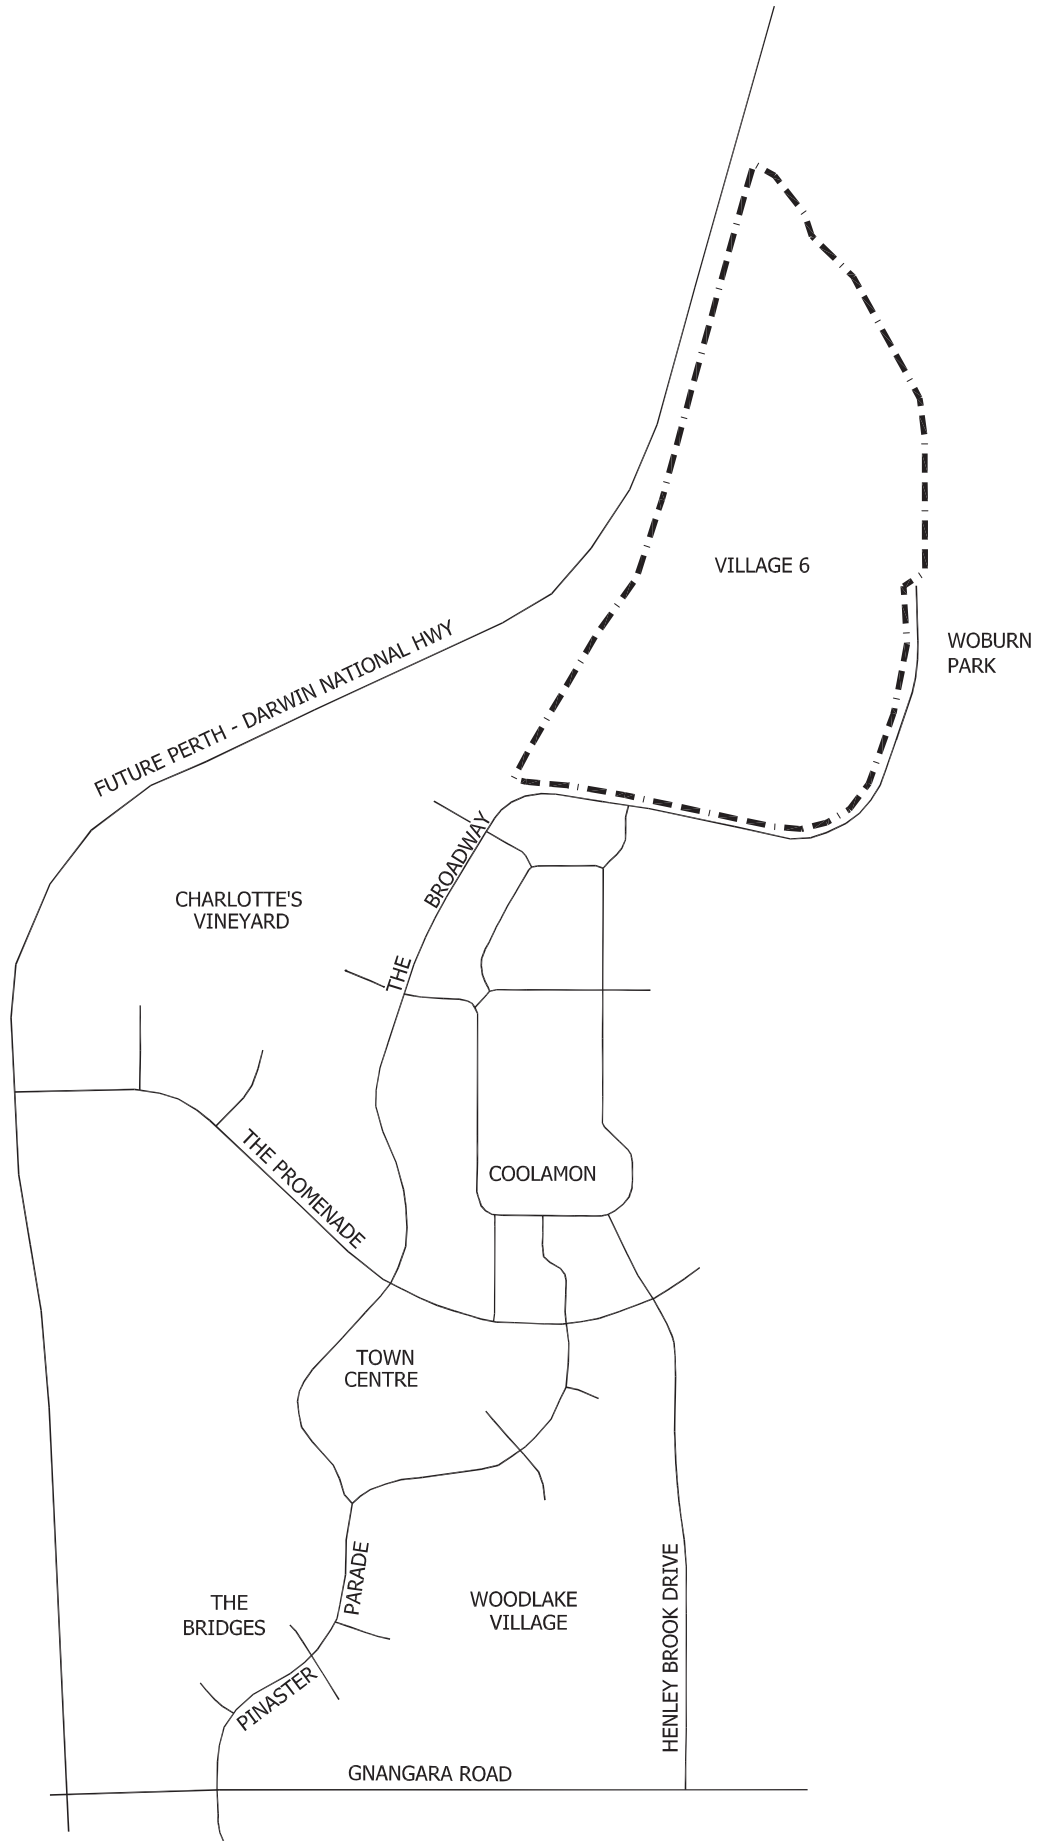 VILLAGE 6
WOBURN
PARK
FUTURE PERTH - DARWIN NATIONAL HWY
THE BROADWAY
CHARLOTTE'S
VINEYARD
THE PROMENADE
COOLAMON
TOWN
CENTRE
PINASTER PARADE
THE
BRIDGES
WOODLAKE
VILLAGE
HENLEY BROOK DRIVE
GNANGARA ROAD